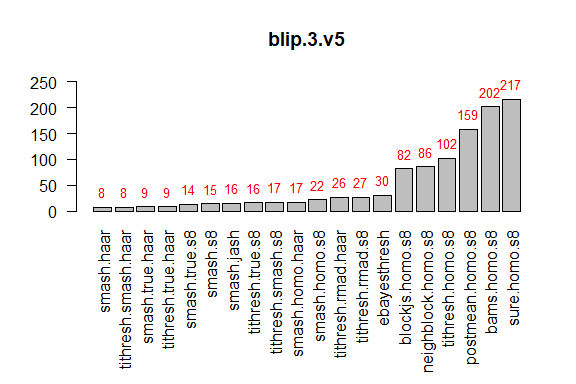 blip.3.v5
250
200
150
100
50
0
8
8
9
9
14
15
16
16
17
17
22
26
27
30
82
86
102
159
202
217
smash.haar
tithresh.smash.haar
smash.true.haar
tithresh.true.haar
smash.true.s8
smash.s8
smash.jash
tithresh.true.s8
tithresh.smash.s8
smash.homo.haar
smash.homo.s8
tithresh.rmad.haar
tithresh.rmad.s8
ebayesthresh
blockjs.homo.s8
neighblock.homo.s8
tithresh.homo.s8
postmean.homo.s8
bams.homo.s8
sure.homo.s8